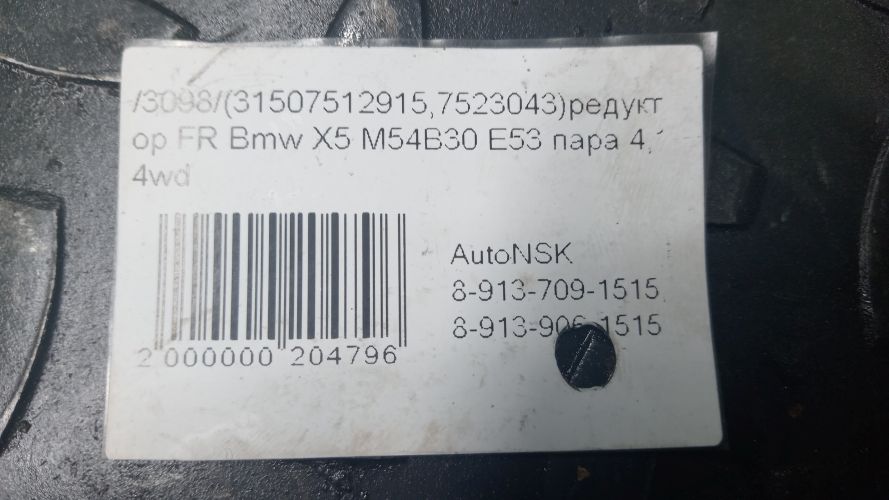 /3098/(31507512915,7523043)редукт
ор FR Bmw X5 M54B30 E53 пара 4,
4wd
AutoNSK
8-913-709-1515
8-913-906-1515
2 000000 204796